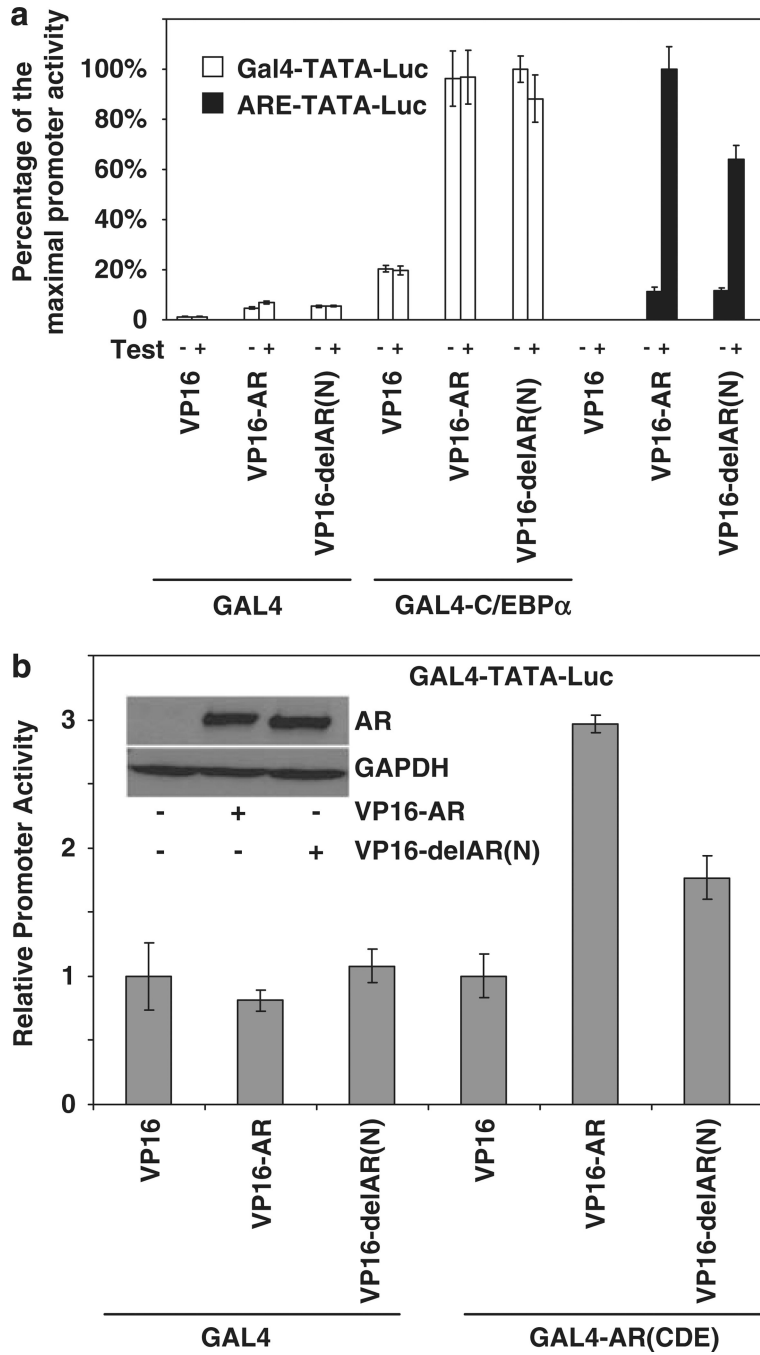 a
Percentage of the
maximal promoter activity
100%
80%
60%
40%
20%
0
Gal4-TATA-Luc
ARE-TATA-Luc
Test - + - + - + - + - + - + - + - + - +
VP16
VP16-AR
VP16-delAR(N)
VP16
VP16-AR
VP16-delAR(N)
VP16
VP16-AR
VP16-delAR(N)
GAL4
GAL4-C/EBPα
b
Relative Promoter Activity
GAL4-TATA-Luc
3
2
1
0
AR
GAPDH
- + - VP16-AR
- - + VP16-delAR(N)
VP16
VP16-AR
VP16-delAR(N)
VP16
VP16-AR
VP16-delAR(N)
GAL4
GAL4-AR(CDE)